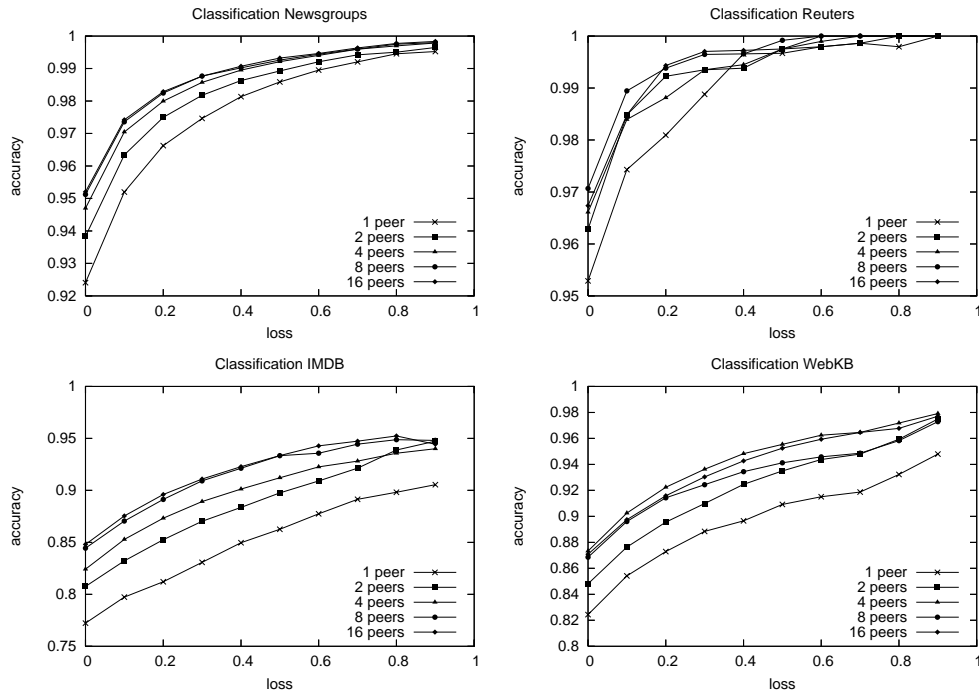 Classification Newsgroups
1
0.99
0.98
0.97
0.96
0.95
0.94
0.93
0.92
accuracy
0 0.2 0.4 0.6 0.8 1
loss
1 peer
2 peers
4 peers
8 peers
16 peers
Classification Reuters
1
0.99
0.98
0.97
0.96
0.95
accuracy
0 0.2 0.4 0.6 0.8 1
loss
1 peer
2 peers
4 peers
8 peers
16 peers
Classification IMDB
1
0.95
0.9
0.85
0.8
0.75
accuracy
0 0.2 0.4 0.6 0.8 1
loss
1 peer
2 peers
4 peers
8 peers
16 peers
Classification WebKB
1
0.98
0.96
0.94
0.92
0.9
0.88
0.86
0.84
0.82
0.8
accuracy
0 0.2 0.4 0.6 0.8 1
loss
1 peer
2 peers
4 peers
8 peers
16 peers